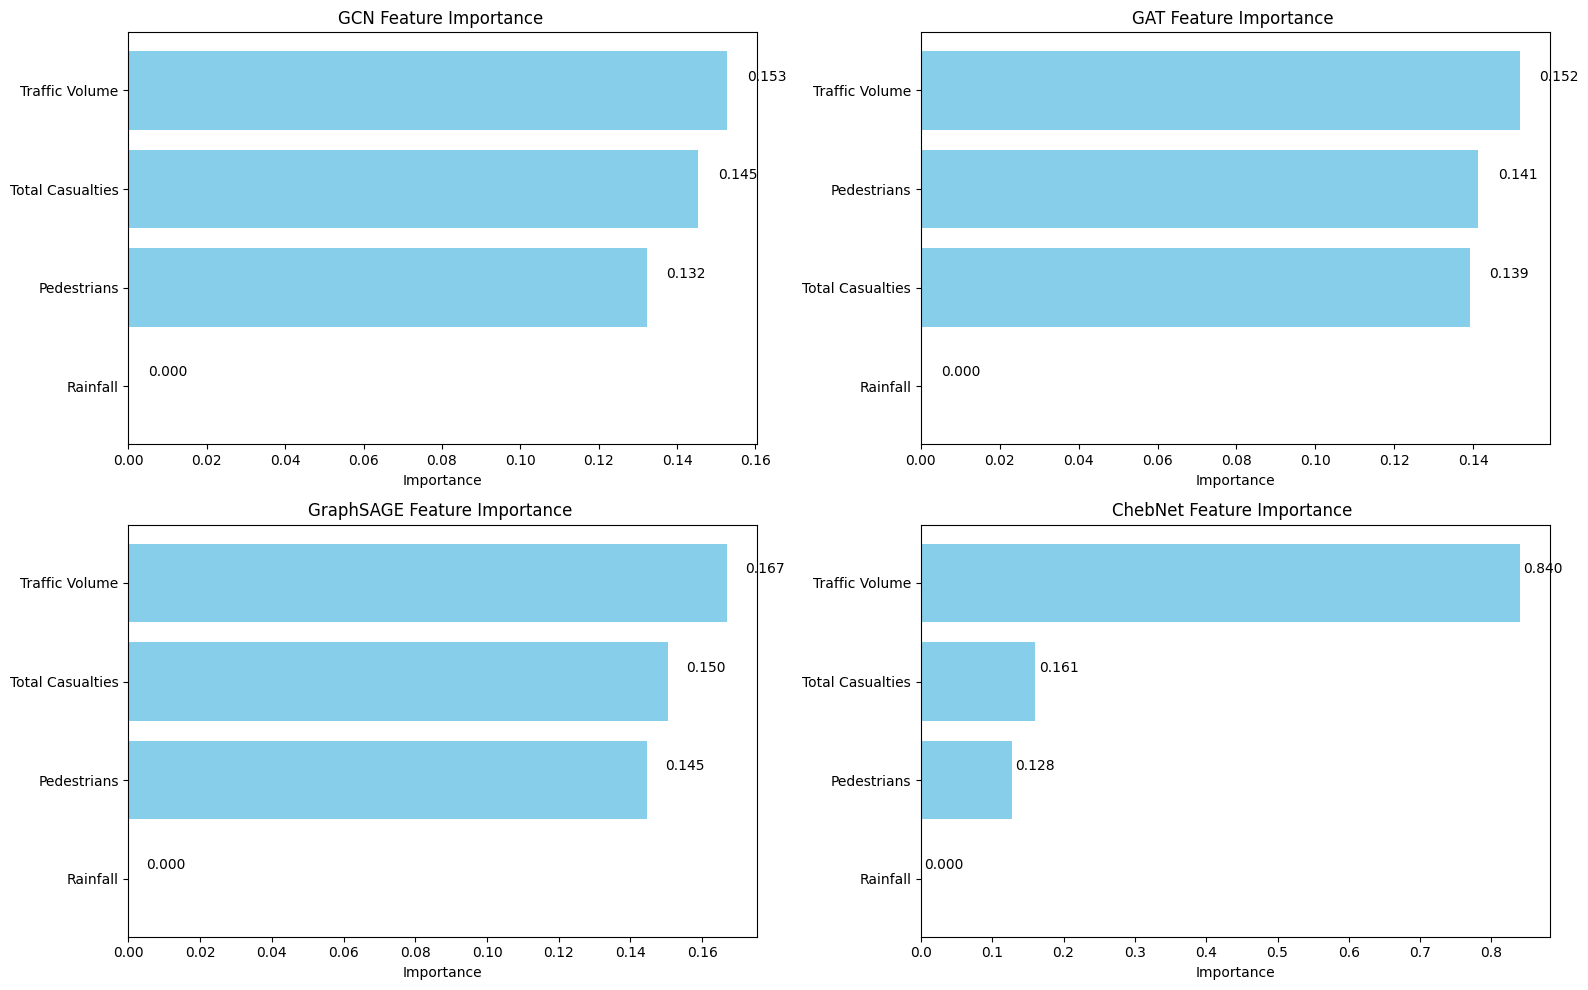 GCN Feature Importance
Traffic Volume
0.153
Total Casualties
0.145
Pedestrians
0.132
Rainfall
0.000
0.00 0.02 0.04 0.06 0.08 0.10 0.12 0.14 0.16
Importance
GAT Feature Importance
Traffic Volume
0.152
Pedestrians
0.141
Total Casualties
0.139
Rainfall
0.000
0.00 0.02 0.04 0.06 0.08 0.10 0.12 0.14
Importance
GraphSAGE Feature Importance
Traffic Volume
0.167
Total Casualties
0.150
Pedestrians
0.145
Rainfall
0.000
0.00 0.02 0.04 0.06 0.08 0.10 0.12 0.14 0.16
Importance
ChebNet Feature Importance
Traffic Volume
0.840
Total Casualties
0.161
Pedestrians
0.128
Rainfall
0.000
0.0 0.1 0.2 0.3 0.4 0.5 0.6 0.7 0.8
Importance